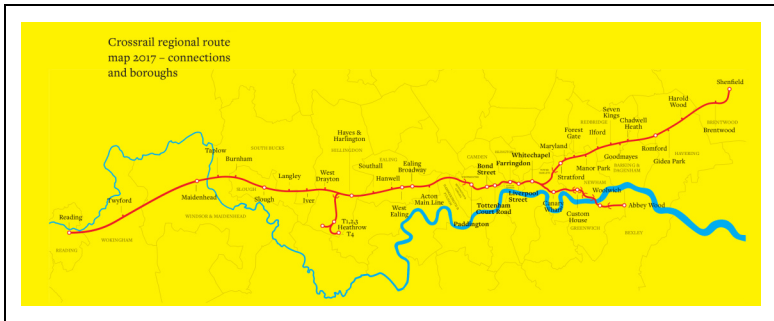 Crossrail regional route
map 2017 – connections
and boroughs
Shenfield
Harold
Wood
Seven
Kings
Chadwell
Heath
BRENTWOOD
Brentwood
REDBRIDGE
Forest
Gate
Ilford
Romford
HAVERING
Gidea Park
Goodmayes
BARKING &
DAGENHAM
Manor Park
Maryland
Stratford
NEWHAM
Woolwich
Abbey Wood
BEXLEY
GREENWICH
Custom
House
Canary
Wharf
Whitechapel
Liverpool
Street
Farringdon
Bond
Street
CAMDEN
Tottenham
Court Road
Paddington
Acton
Main Line
Ealing
Broadway
EALING
West
Ealing
Hanwell
Southall
Hayes &
Harlington
HILLINGDON
West
Drayton
T1,2,3
Heathrow
T4
Iver
Langley
SOUTH BUCKS
Slough
SLOUGH
Burnham
Taplow
Maidenhead
WINDSOR & MAIDENHEAD
Twyford
WOKINGHAM
Reading
READING